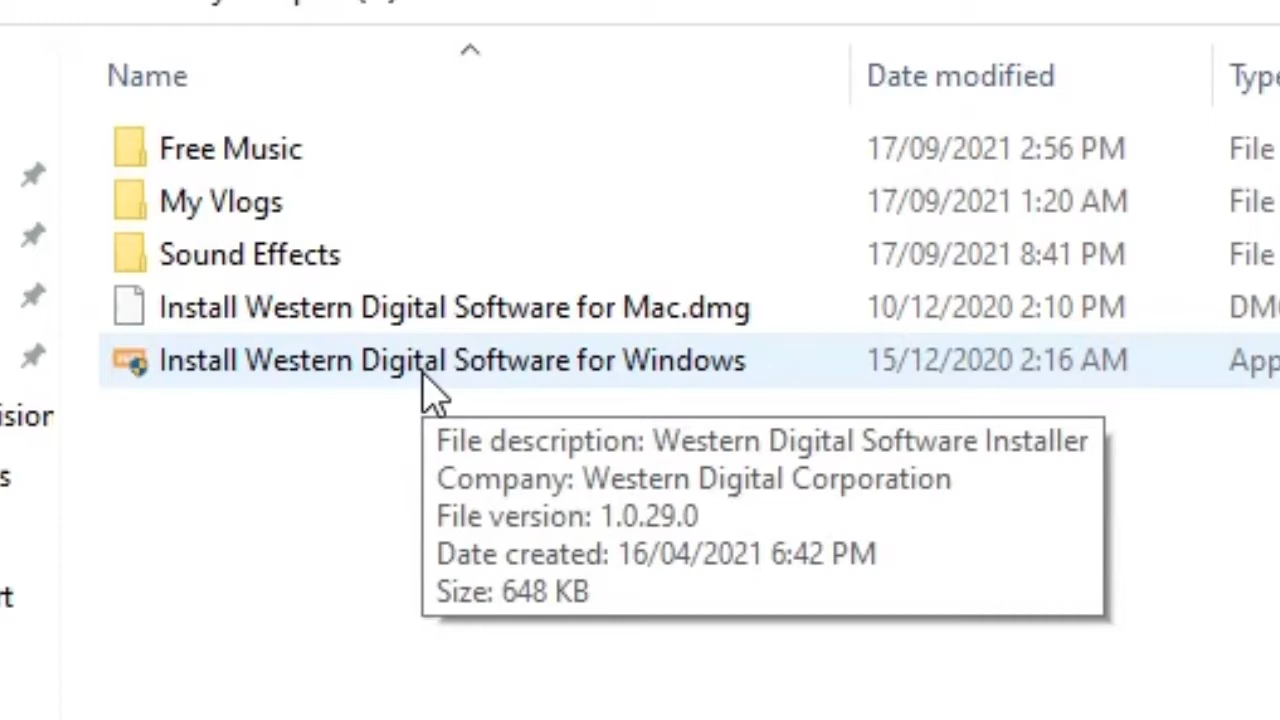 Name Date modified Type
Free Music 17/09/2021 2:56 PM File
My Vlogs 17/09/2021 1:20 AM File
Sound Effects 17/09/2021 8:41 PM File
Install Western Digital Software for Mac.dmg 10/12/2020 2:10 PM DM
Install Western Digital Software for Windows 15/12/2020 2:16 AM App
File description: Western Digital Software Installer
Company: Western Digital Corporation
File version: 1.0.29.0
Date created: 16/04/2021 6:42 PM
Size: 648 KB